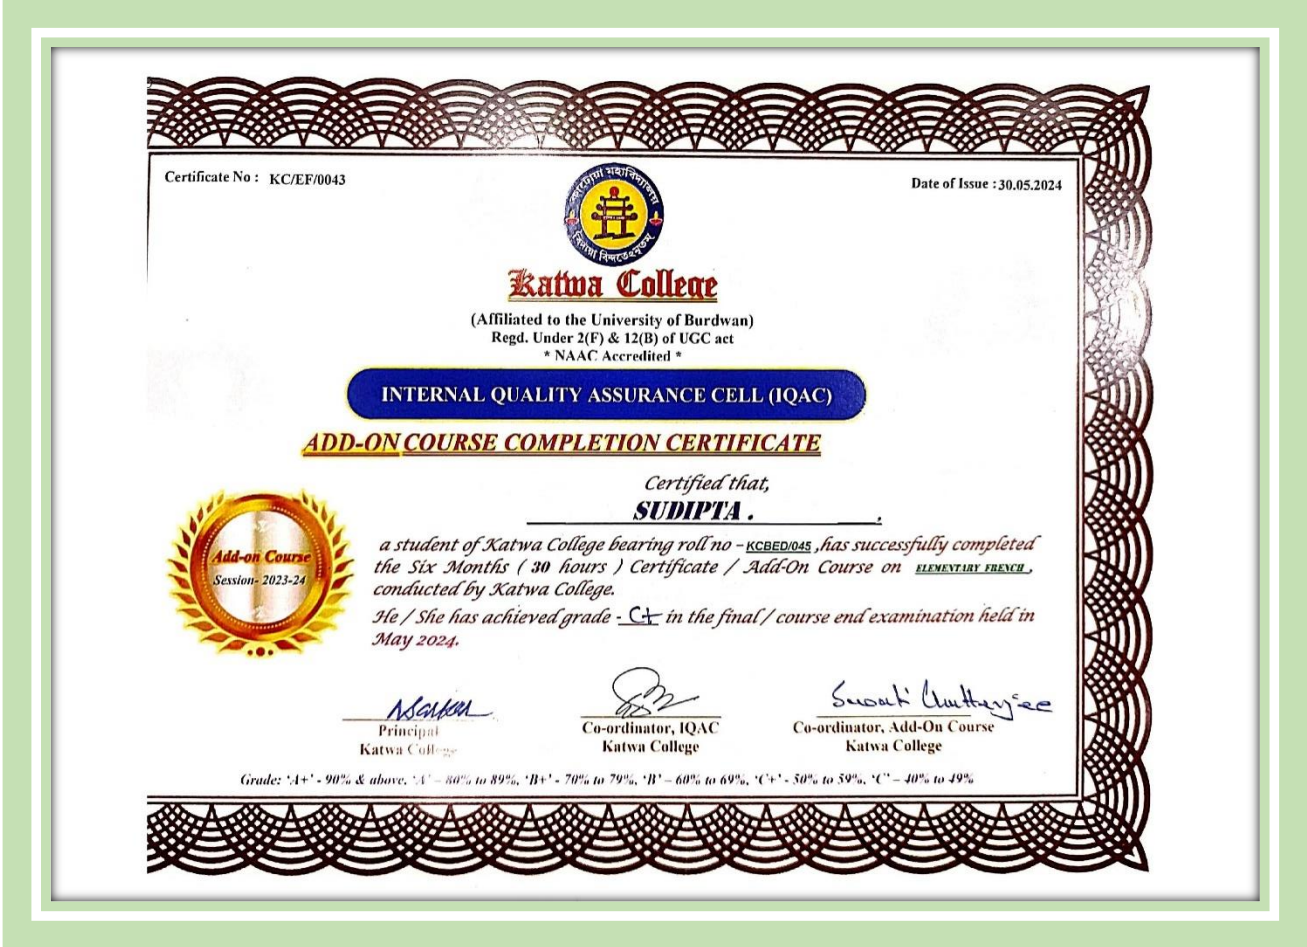 Certificate No : KC/EF/0043
Date of Issue : 30.05.2024
Katwa College
(Affiliated to the University of Burdwan)
Regd. Under 2(F) & 12(B) of UGC act
* NAAC Accredited *
INTERNAL QUALITY ASSURANCE CELL (IQAC)
ADD-ON COURSE COMPLETION CERTIFICATE
Certified that,
SUDIPTA . ,
Add-on Course
Session- 2023-24
a student of Katwa College bearing roll no – KCBED/045 ,has successfully completed
the Six Months ( 30 hours ) Certificate / Add-On Course on ELEMENTARY FRENCH ,
conducted by Katwa College.
He / She has achieved grade - C+ in the final / course end examination held in
May 2024.
Swati Chatterjee
Principal
Katwa College
Co-ordinator, IQAC
Katwa College
Co-ordinator, Add-On Course
Katwa College
Grade: 'A+' - 90% & above, 'A' – 80% to 89%, 'B+' - 70% to 79%, 'B' – 60% to 69%, 'C+' - 50% to 59%, 'C' – 40% to 49%